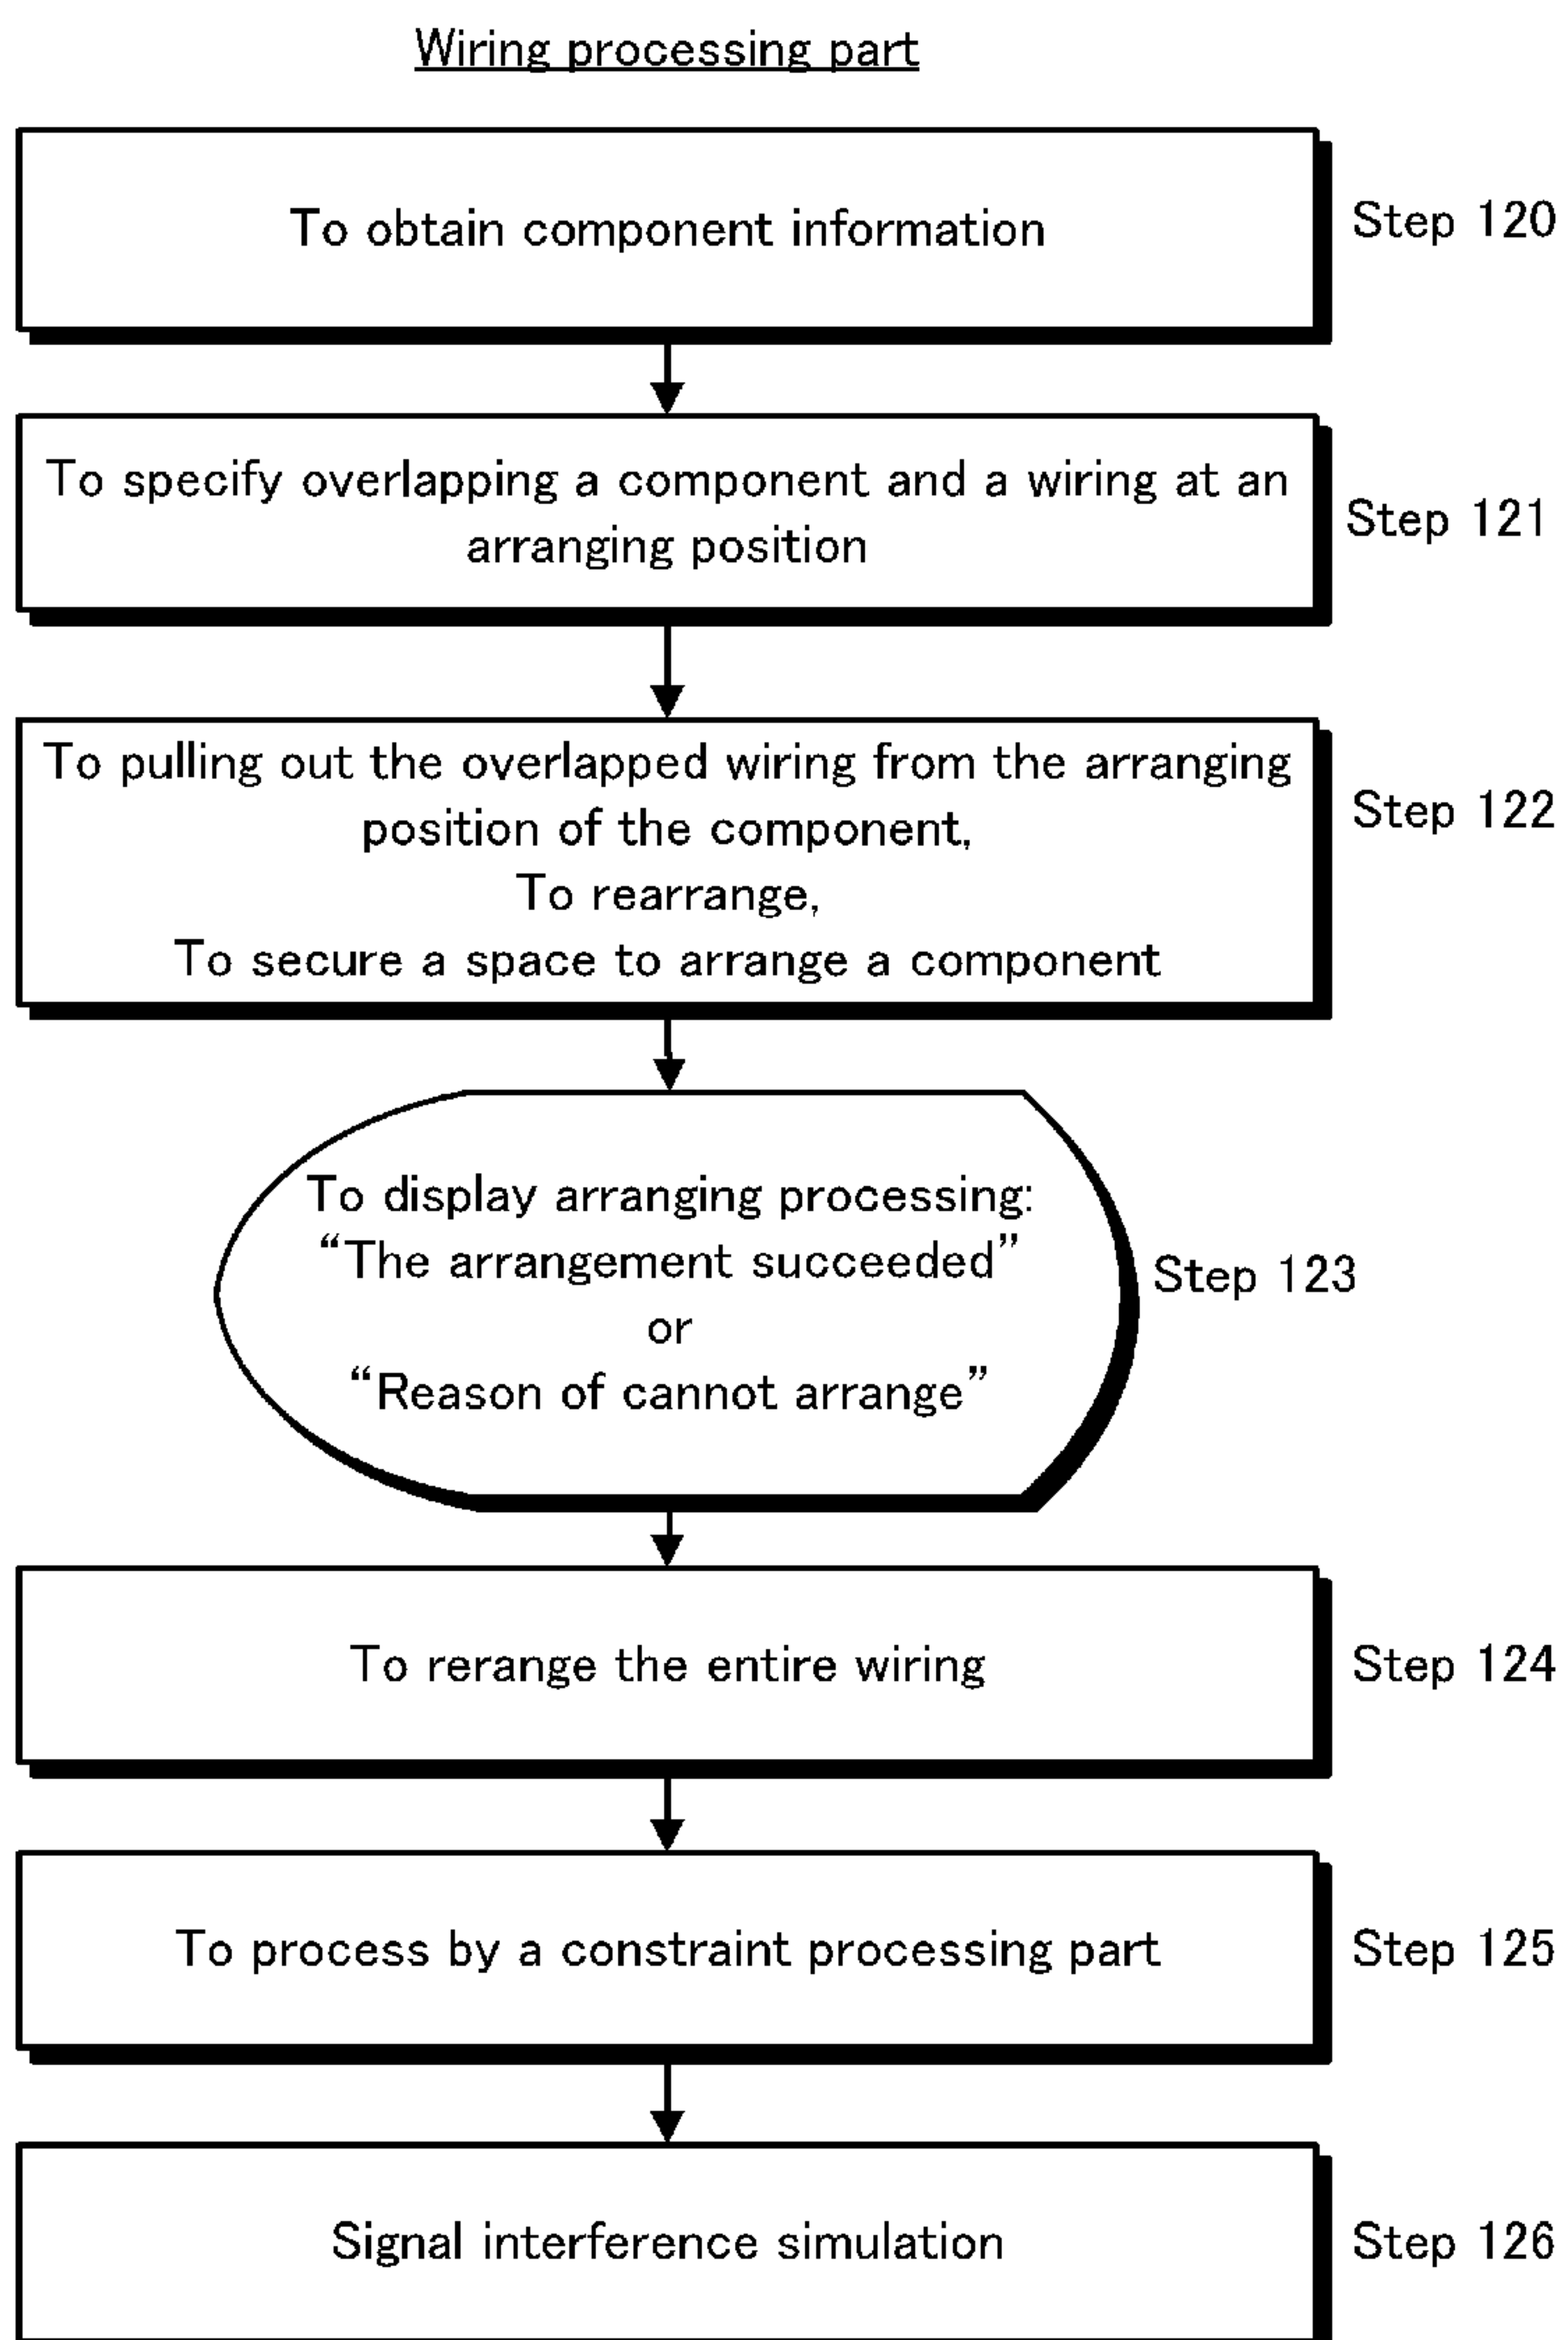 Wiring processing part
To obtain component information
Step 120
To specify overlapping a component and a wiring at an
arranging position
Step 121
To pulling out the overlapped wiring from the arranging
position of the component,
To rearrange,
To secure a space to arrange a component
Step 122
To display arranging processing:
“The arrangement succeeded”
or
“Reason of cannot arrange”
Step 123
To rerange the entire wiring
Step 124
To process by a constraint processing part
Step 125
Signal interference simulation
Step 126